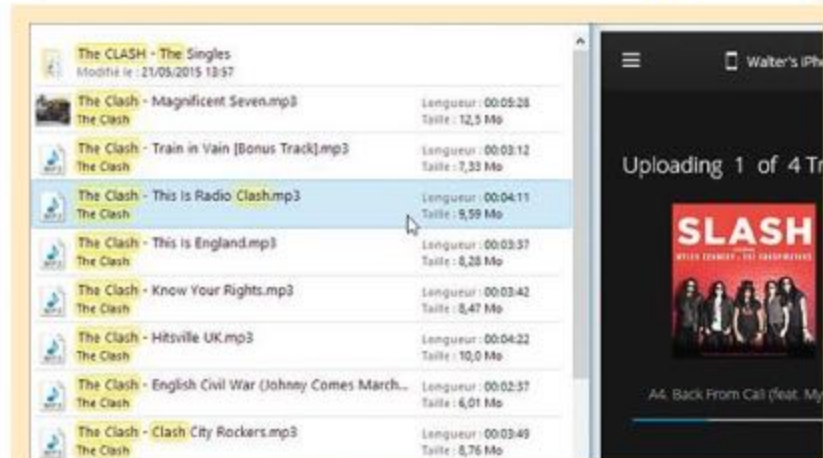 The CLASH - The Singles
Modifié le : 21/05/2015 13:57
The Clash - Magnificent Seven.mp3
The Clash
Longueur : 00:05:28
Taille : 12,5 Mo
The Clash - Train in Vain [Bonus Track].mp3
The Clash
Longueur : 00:03:12
Taille : 7,33 Mo
The Clash - This Is Radio Clash.mp3
The Clash
Longueur : 00:04:11
Taille : 9,59 Mo
The Clash - This Is England.mp3
The Clash
Longueur : 00:03:37
Taille : 8,28 Mo
The Clash - Know Your Rights.mp3
The Clash
Longueur : 00:03:42
Taille : 8,47 Mo
The Clash - Hitsville UK.mp3
The Clash
Longueur : 00:04:22
Taille : 10,0 Mo
The Clash - English Civil War (Johnny Comes March...
The Clash
Longueur : 00:02:37
Taille : 6,01 Mo
The Clash - Clash City Rockers.mp3
The Clash
Longueur : 00:03:49
Taille : 8,76 Mo
Walter's iPh
Uploading 1 of 4 Tr
SLASH
MYLES KENNEDY
THE CONSPIRATORS
A4. Back From Cali (feat. My